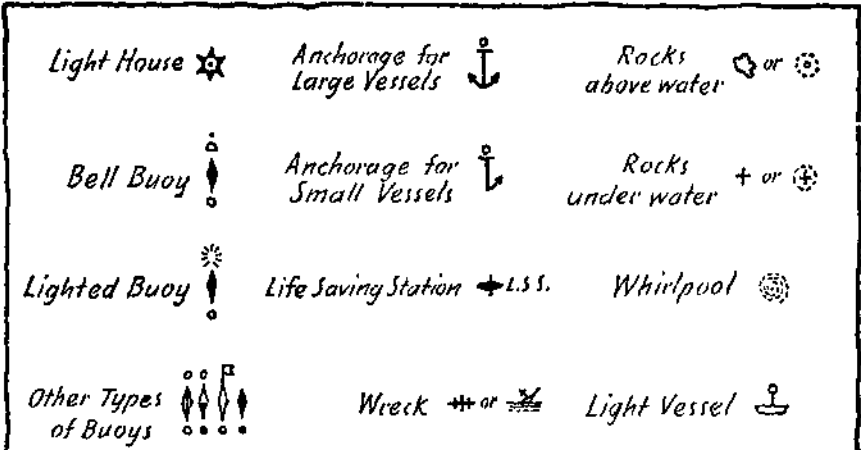 Light House
Anchorage for
Large Vessels
Rocks
above water
or
Bell Buoy
Anchorage for
Small Vessels
Rocks
under water
or
Lighted Buoy
Life Saving Station
L.S.S.
Whirlpool
Other Types
of Buoys
Wreck
or
Light Vessel